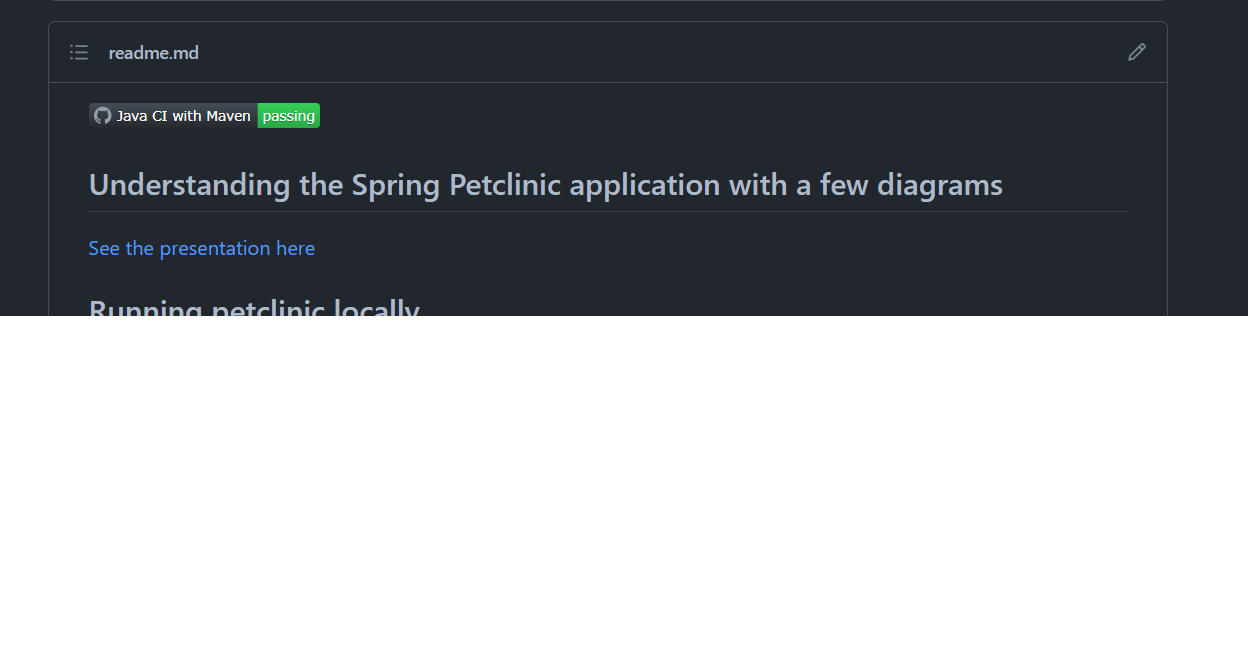 readme.md
Java CI with Maven passing
Understanding the Spring Petclinic application with a few diagrams
See the presentation here
Running petclinic locally